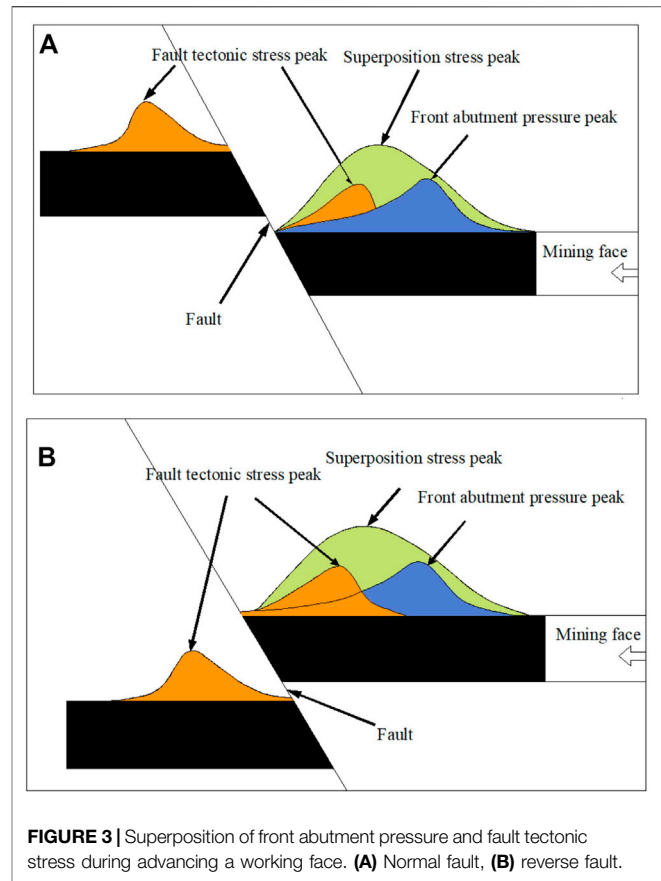 A
Fault tectonic stress peak
Superposition stress peak
Front abutment pressure peak
Mining face
Fault
B
Superposition stress peak
Fault tectonic stress peak
Front abutment pressure peak
Mining face
Fault
FIGURE 3 | Superposition of front abutment pressure and fault tectonic
stress during advancing a working face. (A) Normal fault, (B) reverse fault.